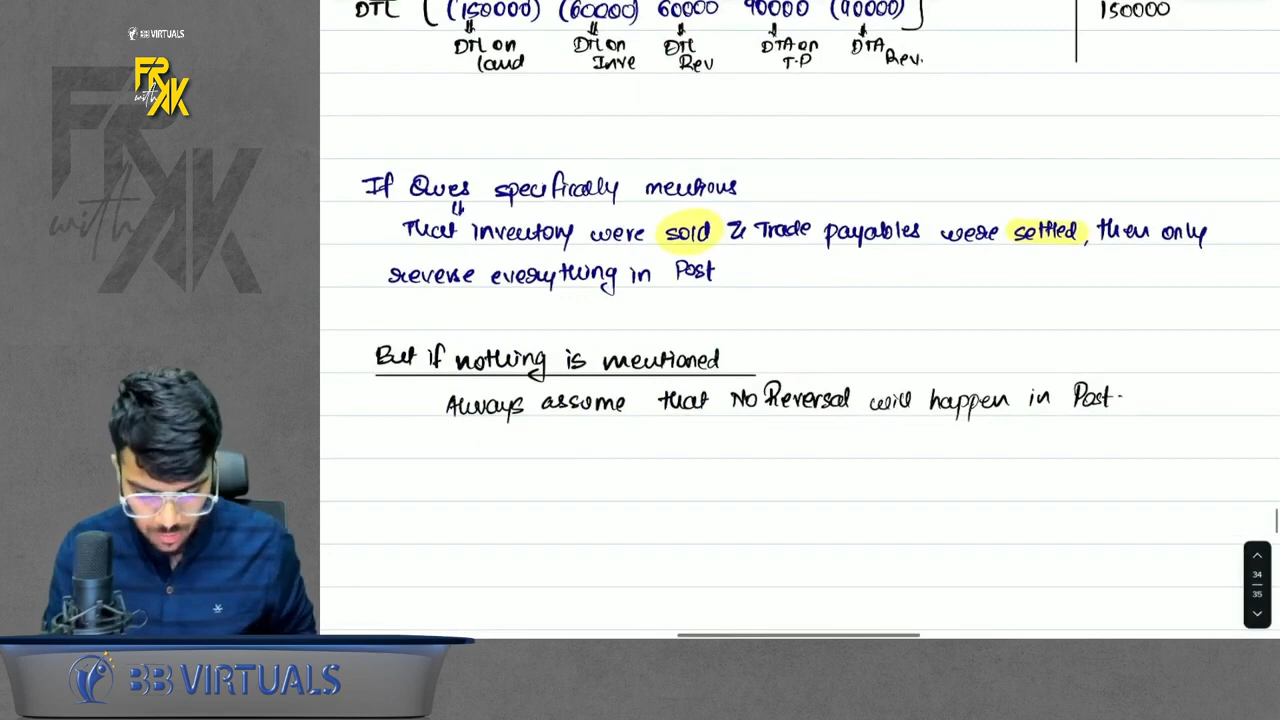 DTL [ (150000) (60000) 60000 90000 (90000) ] 150000
DTL on land
DTL on Inve
DTL Rev
DTA on T.P
DTA Rev.
BB VIRTUALS
FR
with
AK
If Ques specifically mentions
That inventory were sold & Trade payables were settled, then only
reverse everything in Post
But if nothing is mentioned
Always assume that No Reversal will happen in Post.
34
35
BB VIRTUALS